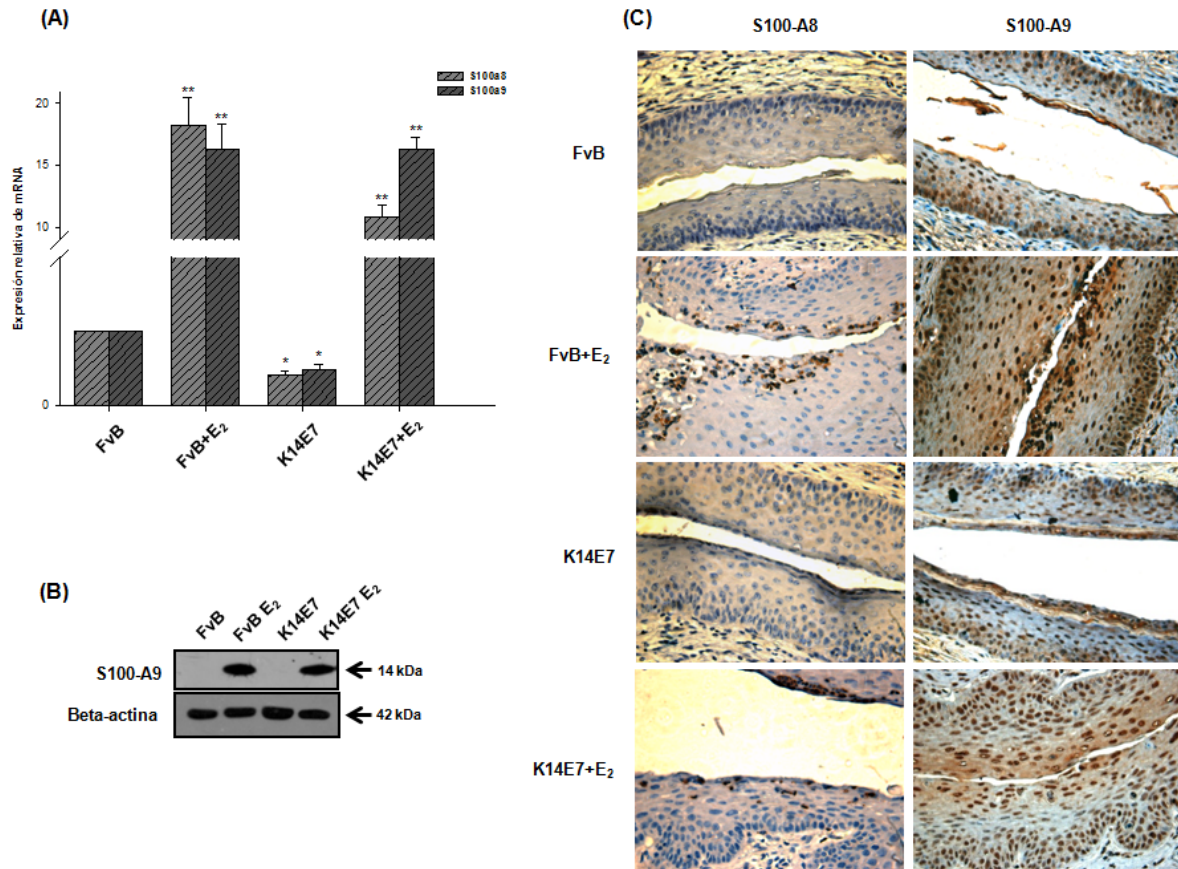 (A)
S100a8
S100a9
Expresión relativa de mRNA
20
15
10
0
**
**
*
*
**
**
FvB
FvB+E2
K14E7
K14E7+E2
(B)
FvB
FvB E2
K14E7
K14E7 E2
S100-A9
14 kDa
Beta-actina
42 kDa
(C)
S100-A8
S100-A9
FvB
FvB+E2
K14E7
K14E7+E2